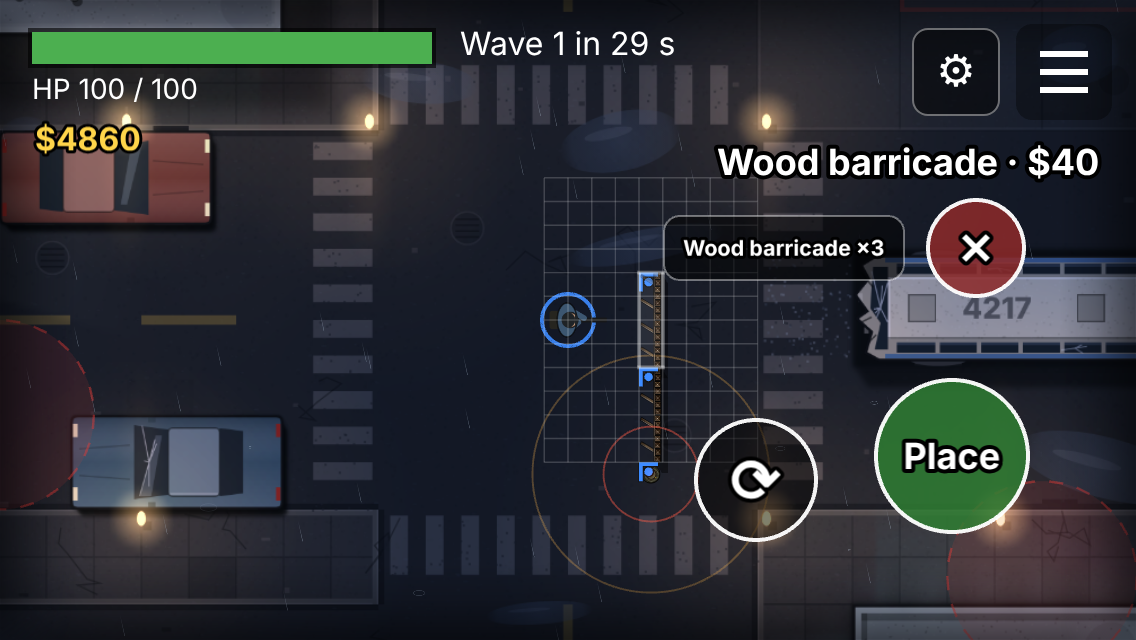 Wave 1 in 29 s
HP 100 / 100
$4860
Wood barricade · $40
Wood barricade ×3
4217
Place